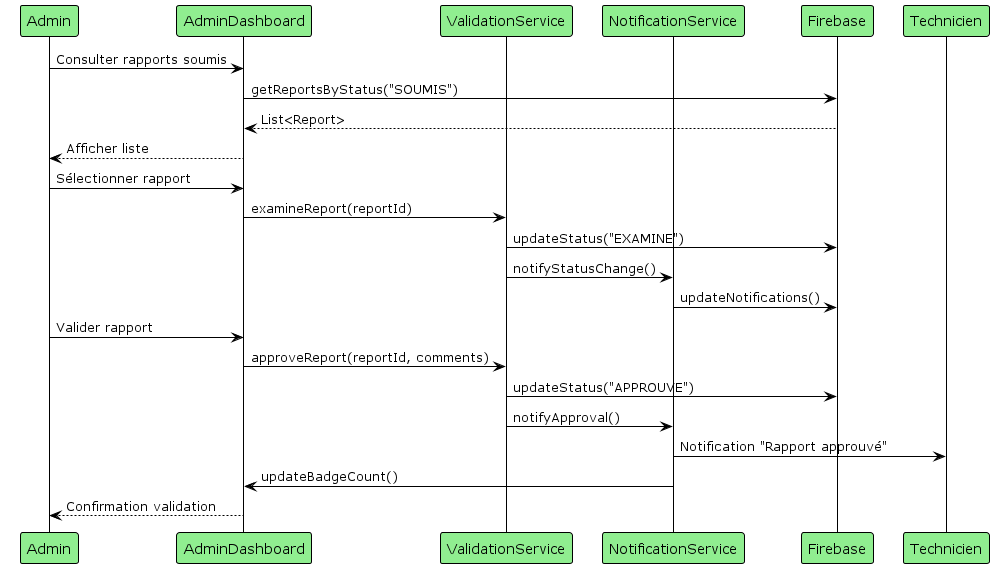 Admin
AdminDashboard
ValidationService
NotificationService
Firebase
Technicien
Consulter rapports soumis
getReportsByStatus("SOUMIS")
List<Report>
Afficher liste
Sélectionner rapport
examineReport(reportId)
updateStatus("EXAMINE")
notifyStatusChange()
updateNotifications()
Valider rapport
approveReport(reportId, comments)
updateStatus("APPROUVE")
notifyApproval()
Notification "Rapport approuvé"
updateBadgeCount()
Confirmation validation
Admin
AdminDashboard
ValidationService
NotificationService
Firebase
Technicien